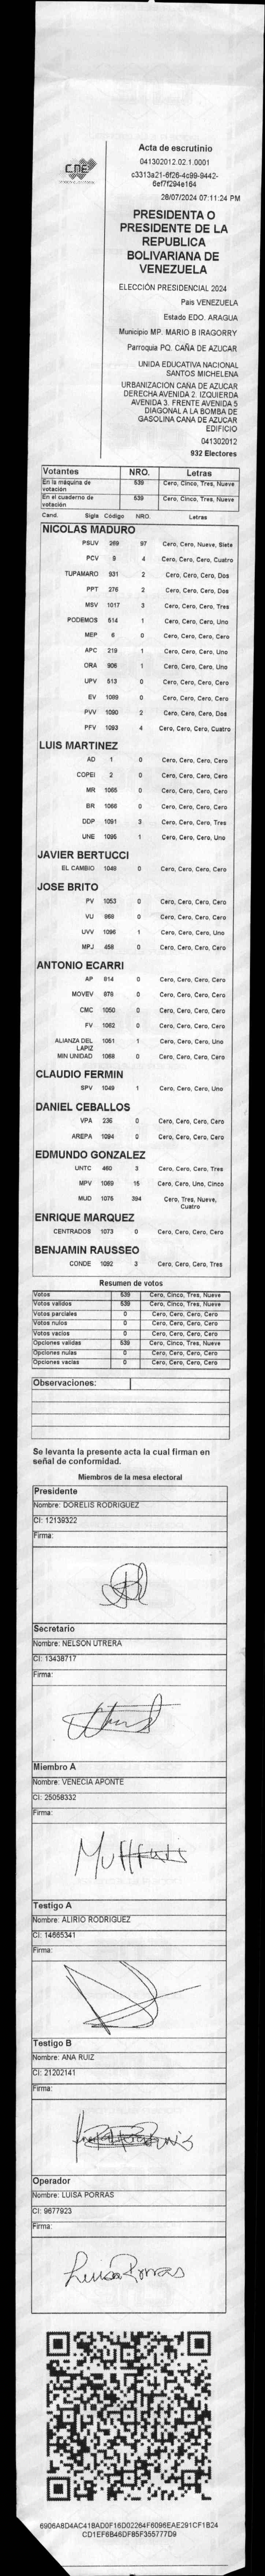 CNE
Acta de escrutinio
041302012.02.1.0001
c3313a21-6f26-4c99-9442-
6ef7f294e164
28/07/2024 07:11:24 PM
PRESIDENTA O
PRESIDENTE DE LA
REPUBLICA
BOLIVARIANA DE
VENEZUELA
ELECCIÓN PRESIDENCIAL 2024
Pais VENEZUELA
Estado EDO. ARAGUA
Municipio MP. MARIO B IRAGORRY
Parroquia PQ. CAÑA DE AZUCAR
UNIDA EDUCATIVA NACIONAL
SANTOS MICHELENA
URBANIZACION CAÑA DE AZUCAR
DERECHA AVENIDA 2. IZQUIERDA
AVENIDA 3. FRENTE AVENIDA 5
DIAGONAL A LA BOMBA DE
GASOLINA CANA DE AZUCAR
EDIFICIO
041302012
932 Electores
Votantes NRO. Letras
En la máquina de votación 539 Cero, Cinco, Tres, Nueve
En el cuaderno de votación 539 Cero, Cinco, Tres, Nueve
Cand. Sigla Código NRO. Letras
NICOLAS MADURO
PSUV 269 97 Cero, Cero, Nueve, Siete
PCV 9 4 Cero, Cero, Cero, Cuatro
TUPAMARO 931 2 Cero, Cero, Cero, Dos
PPT 276 2 Cero, Cero, Cero, Dos
MSV 1017 3 Cero, Cero, Cero, Tres
PODEMOS 514 1 Cero, Cero, Cero, Uno
MEP 6 0 Cero, Cero, Cero, Cero
APC 219 1 Cero, Cero, Cero, Uno
ORA 906 1 Cero, Cero, Cero, Uno
UPV 513 0 Cero, Cero, Cero, Cero
EV 1089 0 Cero, Cero, Cero, Cero
PVV 1090 2 Cero, Cero, Cero, Dos
PFV 1093 4 Cero, Cero, Cero, Cuatro
LUIS MARTINEZ
AD 1 0 Cero, Cero, Cero, Cero
COPEI 2 0 Cero, Cero, Cero, Cero
MR 1065 0 Cero, Cero, Cero, Cero
BR 1066 0 Cero, Cero, Cero, Cero
DDP 1091 3 Cero, Cero, Cero, Tres
UNE 1095 1 Cero, Cero, Cero, Uno
JAVIER BERTUCCI
EL CAMBIO 1048 0 Cero, Cero, Cero, Cero
JOSE BRITO
PV 1053 0 Cero, Cero, Cero, Cero
VU 868 0 Cero, Cero, Cero, Cero
UVV 1096 1 Cero, Cero, Cero, Uno
MPJ 458 0 Cero, Cero, Cero, Cero
ANTONIO ECARRI
AP 814 0 Cero, Cero, Cero, Cero
MOVEV 878 0 Cero, Cero, Cero, Cero
CMC 1050 0 Cero, Cero, Cero, Cero
FV 1062 0 Cero, Cero, Cero, Cero
ALIANZA DEL LAPIZ 1061 1 Cero, Cero, Cero, Uno
MIN UNIDAD 1088 0 Cero, Cero, Cero, Cero
CLAUDIO FERMIN
SPV 1049 1 Cero, Cero, Cero, Uno
DANIEL CEBALLOS
VPA 236 0 Cero, Cero, Cero, Cero
AREPA 1094 0 Cero, Cero, Cero, Cero
EDMUNDO GONZALEZ
UNTC 460 3 Cero, Cero, Cero, Tres
MPV 1069 15 Cero, Cero, Uno, Cinco
MUD 1075 394 Cero, Tres, Nueve, Cuatro
ENRIQUE MARQUEZ
CENTRADOS 1073 0 Cero, Cero, Cero, Cero
BENJAMIN RAUSSEO
CONDE 1092 3 Cero, Cero, Cero, Tres
Resumen de votos
Votos 539 Cero, Cinco, Tres, Nueve
Votos validos 539 Cero, Cinco, Tres, Nueve
Votos parciales 0 Cero, Cero, Cero, Cero
Votos nulos 0 Cero, Cero, Cero, Cero
Votos vacios 0 Cero, Cero, Cero, Cero
Opciones validas 539 Cero, Cinco, Tres, Nueve
Opciones nulas 0 Cero, Cero, Cero, Cero
Opciones vacias 0 Cero, Cero, Cero, Cero
Observaciones:
Se levanta la presente acta la cual firman en
señal de conformidad.
Miembros de la mesa electoral
Presidente
Nombre: DORELIS RODRIGUEZ
CI: 12139322
Firma:
Secretario
Nombre: NELSON UTRERA
CI: 13438717
Firma:
Miembro A
Nombre: VENECIA APONTE
CI: 25058332
Firma:
Testigo A
Nombre: ALIRIO RODRIGUEZ
CI: 14665341
Firma:
Testigo B
Nombre: ANA RUIZ
CI: 21202141
Firma:
Operador
Nombre: LUISA PORRAS
CI: 9677923
Firma:
Luisa Porras
6906A8D4AC41BAD0F16D02264F6096EAE291CF1B24
CD1EF6B46DF85F355777D9